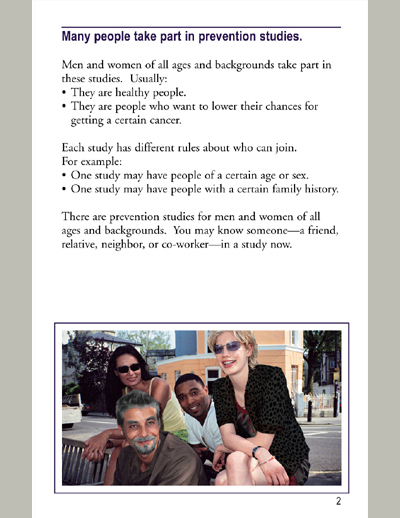 Many people take part in prevention studies.
Men and women of all ages and backgrounds take part in
these studies. Usually:
• They are healthy people.
• They are people who want to lower their chances for
getting a certain cancer.
Each study has different rules about who can join.
For example:
• One study may have people of a certain age or sex.
• One study may have people with a certain family history.
There are prevention studies for men and women of all
ages and backgrounds. You may know someone—a friend,
relative, neighbor, or co-worker—in a study now.
2